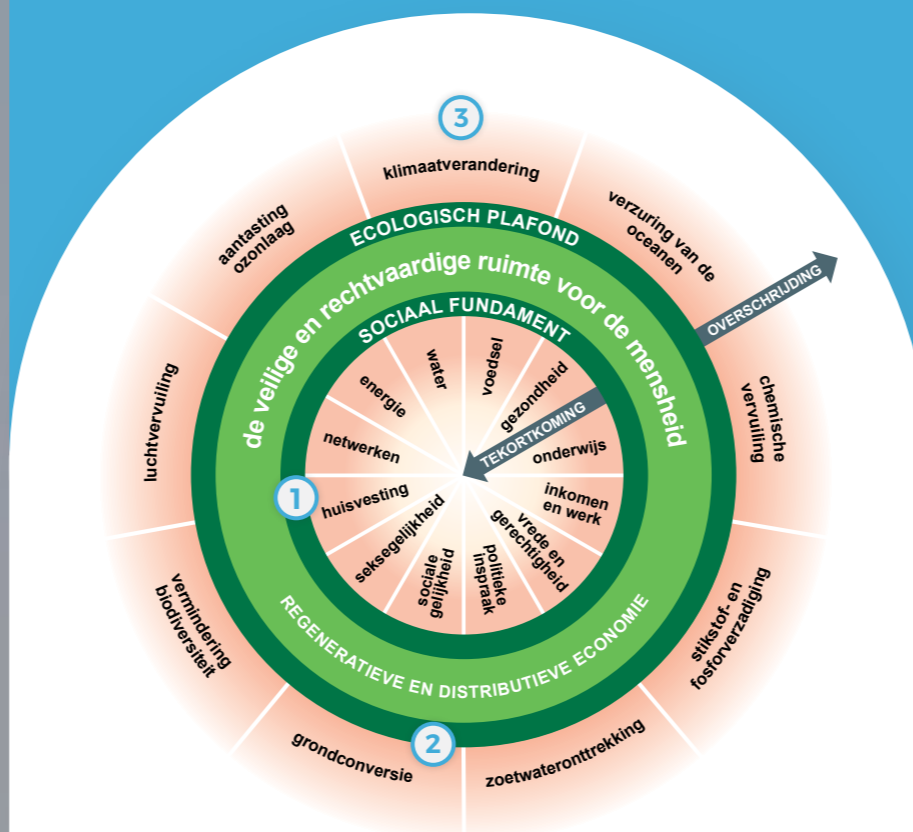 3
klimaatverandering
aantasting
ozonlaag
verzuring van de
oceanen
ECOLOGISCH PLAFOND
de veilige en rechtvaardige ruimte voor de mensheid
SOCIAAL FUNDAMENT
OVERSCHRIJDING
luchtvervuiling
chemische
vervuiling
water
voedsel
energie
gezondheid
netwerken
TEKORTKOMING
onderwijs
1
huisvesting
inkomen
en werk
seksegelijkheid
vrede en
gerechtigheid
sociale
gelijkheid
politieke
inspraak
vermindering
biodiversiteit
stikstof- en
fosforverzadiging
REGENERATIEVE EN DISTRIBUTIEVE ECONOMIE
2
grondconversie
zoetwateronttrekking